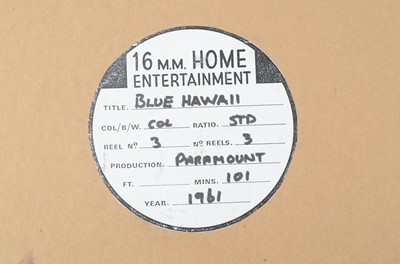 16 M.M. HOME
ENTERTAINMENT
TITLE. BLUE HAWAII
COL/B/W. COL RATIO. STD
REEL Nº 3 Nº REELS. 3
PRODUCTION. PARAMOUNT
FT. MINS. 101
YEAR. 1961